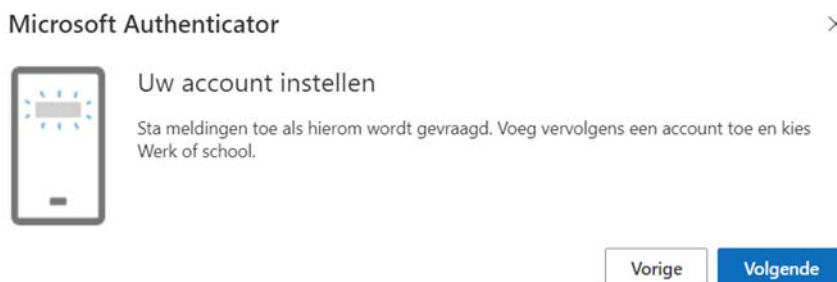 Microsoft Authenticator
Uw account instellen
Sta meldingen toe als hierom wordt gevraagd. Voeg vervolgens een account toe en kies
Werk of school.
Vorige
Volgende